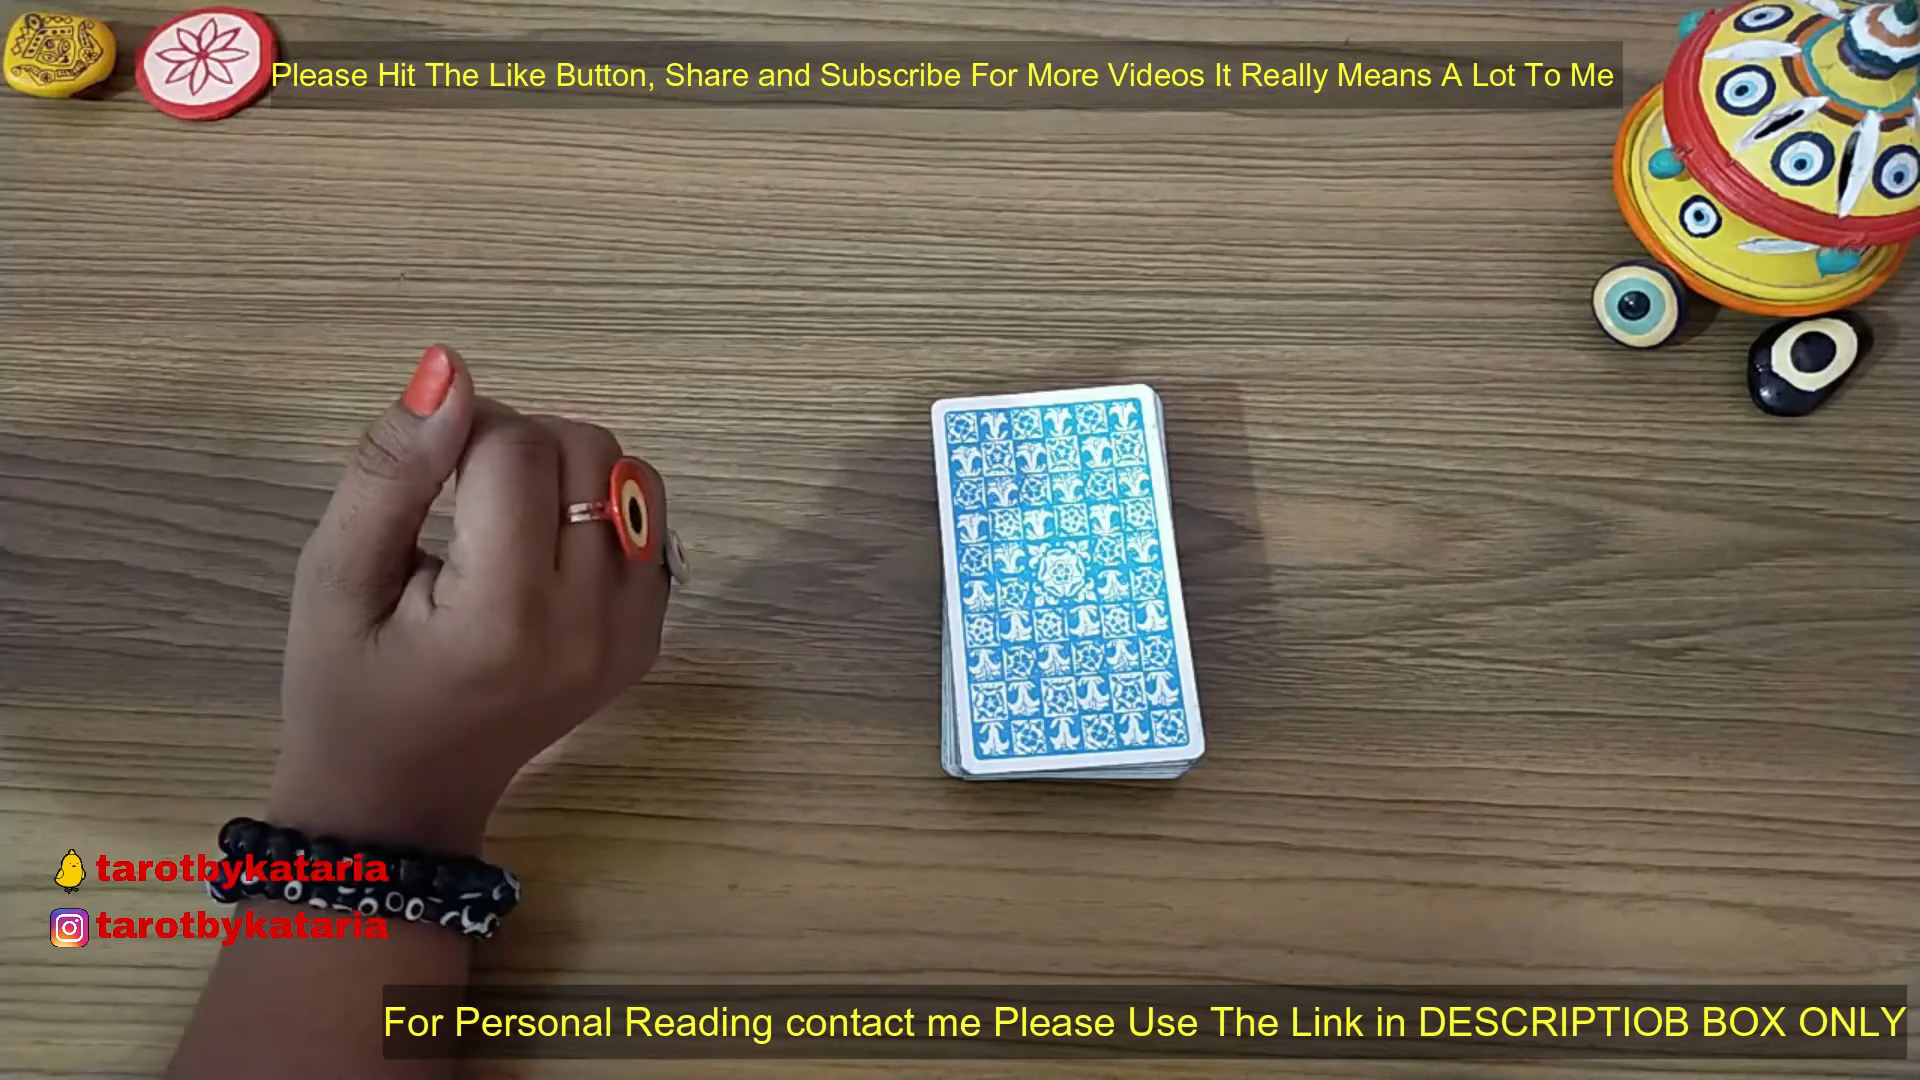 Please Hit The Like Button, Share and Subscribe For More Videos It Really Means A Lot To Me
tarotbykataria
tarotbykataria
For Personal Reading contact me Please Use The Link in DESCRIPTIOB BOX ONLY